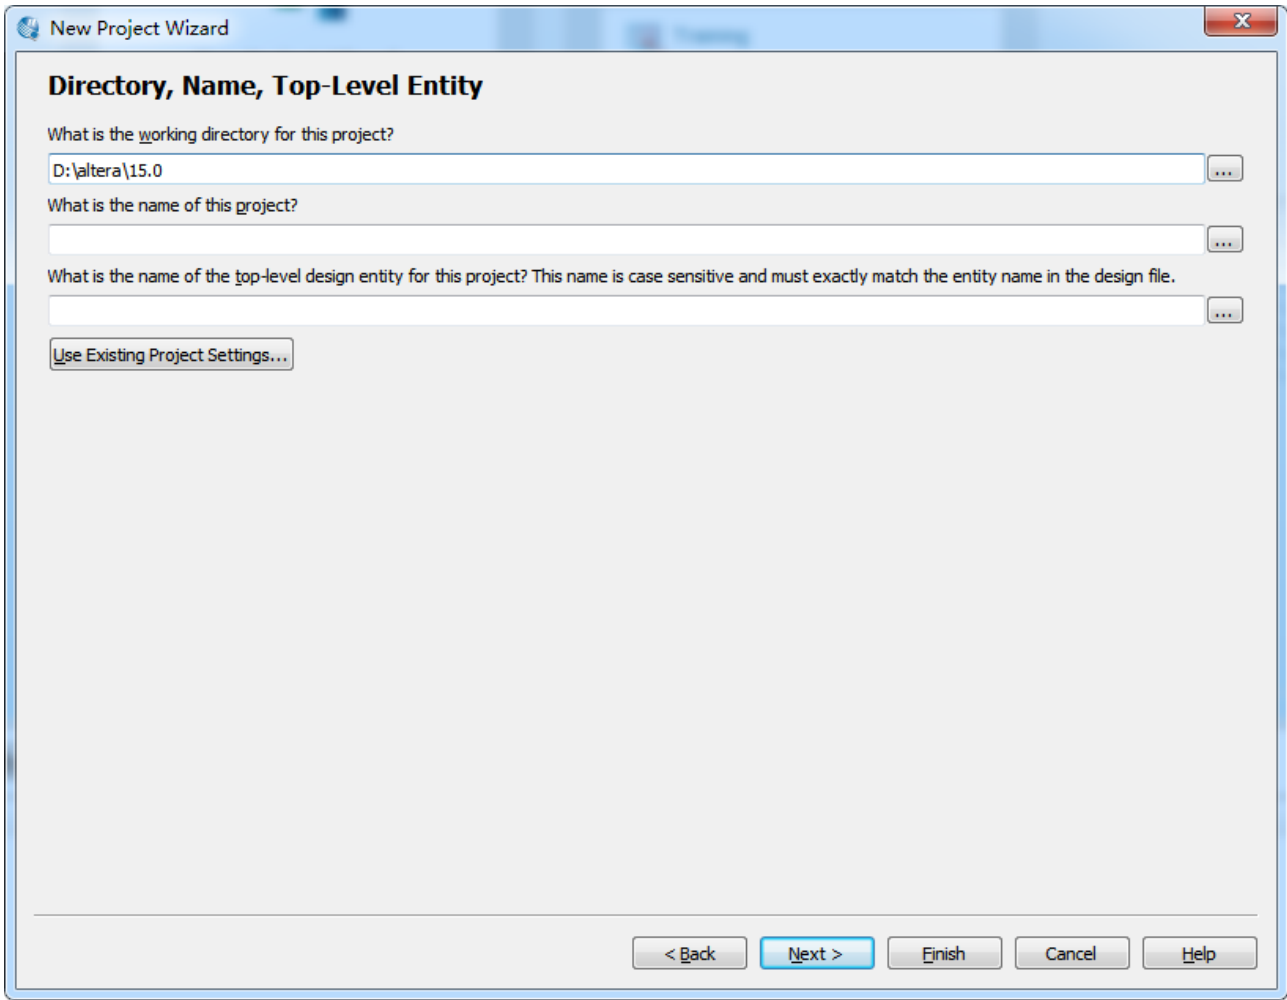 New Project Wizard
Training
Directory, Name, Top-Level Entity
What is the working directory for this project?
D:\altera\15.0
...
What is the name of this project?
...
What is the name of the top-level design entity for this project? This name is case sensitive and must exactly match the entity name in the design file.
...
Use Existing Project Settings...
< Back Next > Finish Cancel Help